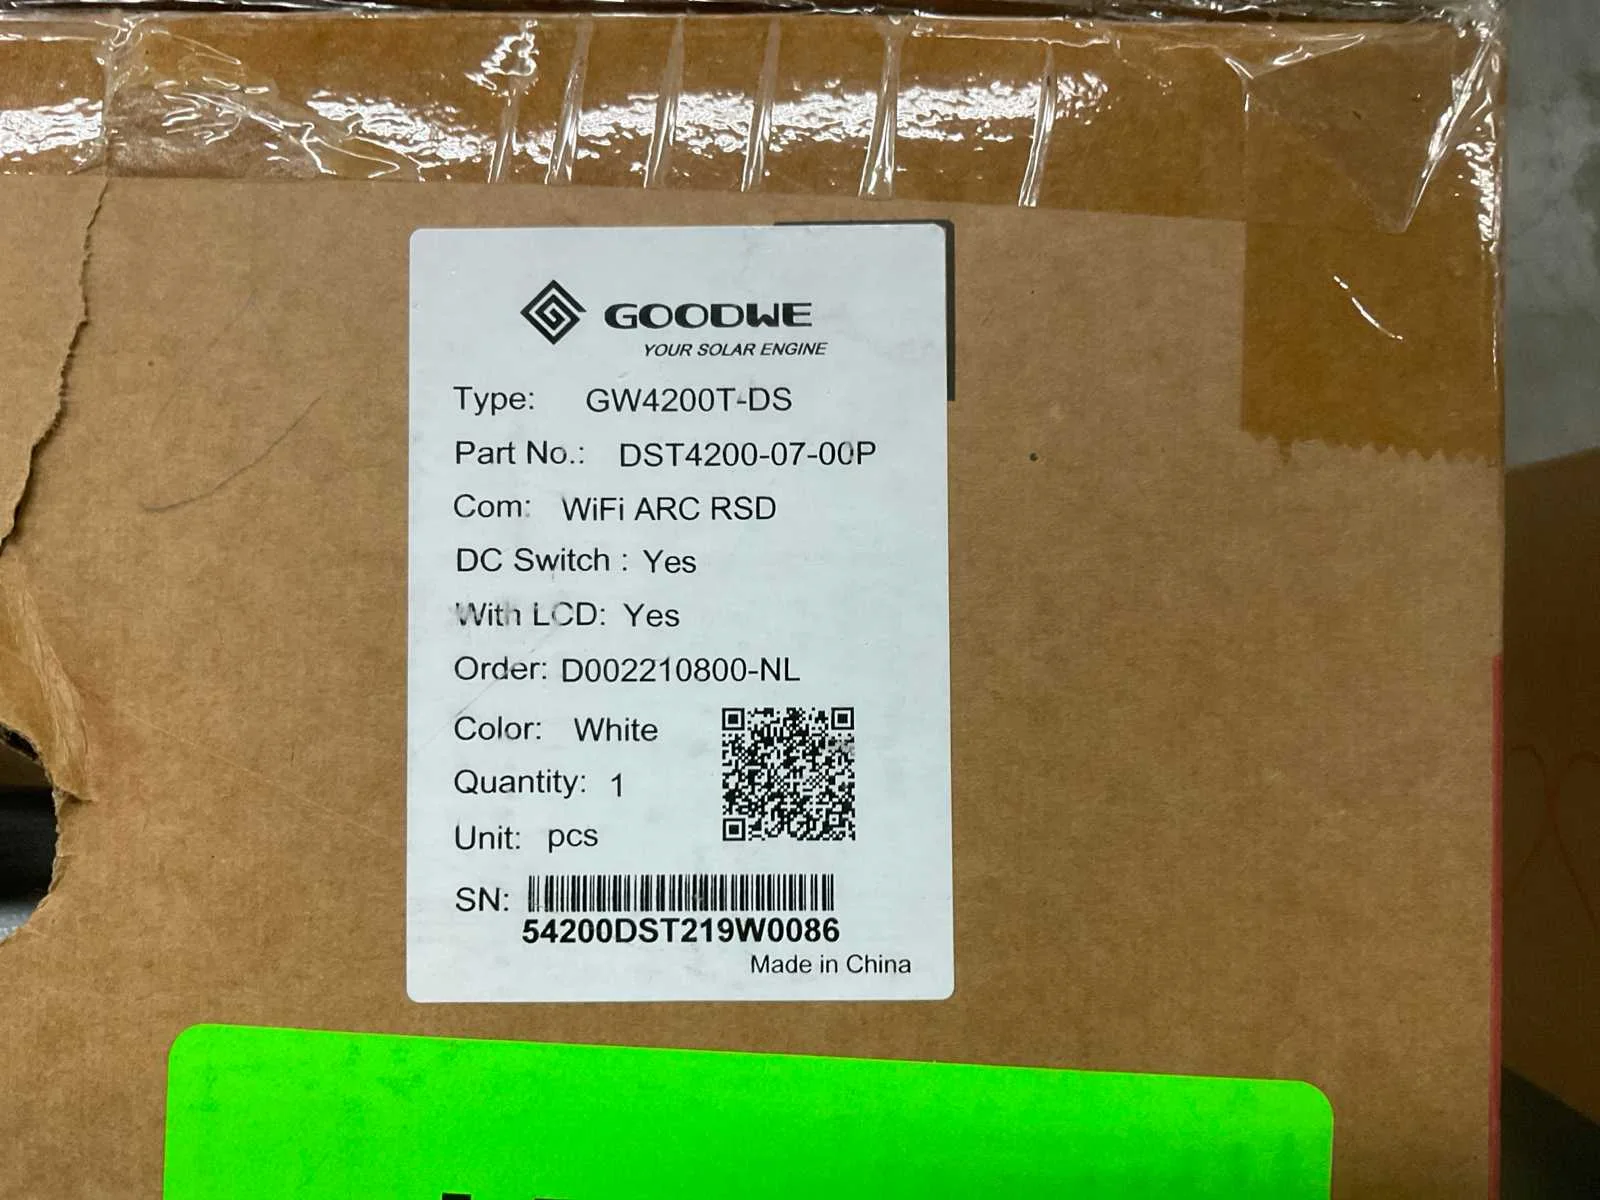 GOODWE
YOUR SOLAR ENGINE
Type: GW4200T-DS
Part No.: DST4200-07-00P
Com: WiFi ARC RSD
DC Switch : Yes
With LCD: Yes
Order: D002210800-NL
Color: White
Quantity: 1
Unit: pcs
SN:
54200DST219W0086
Made in China